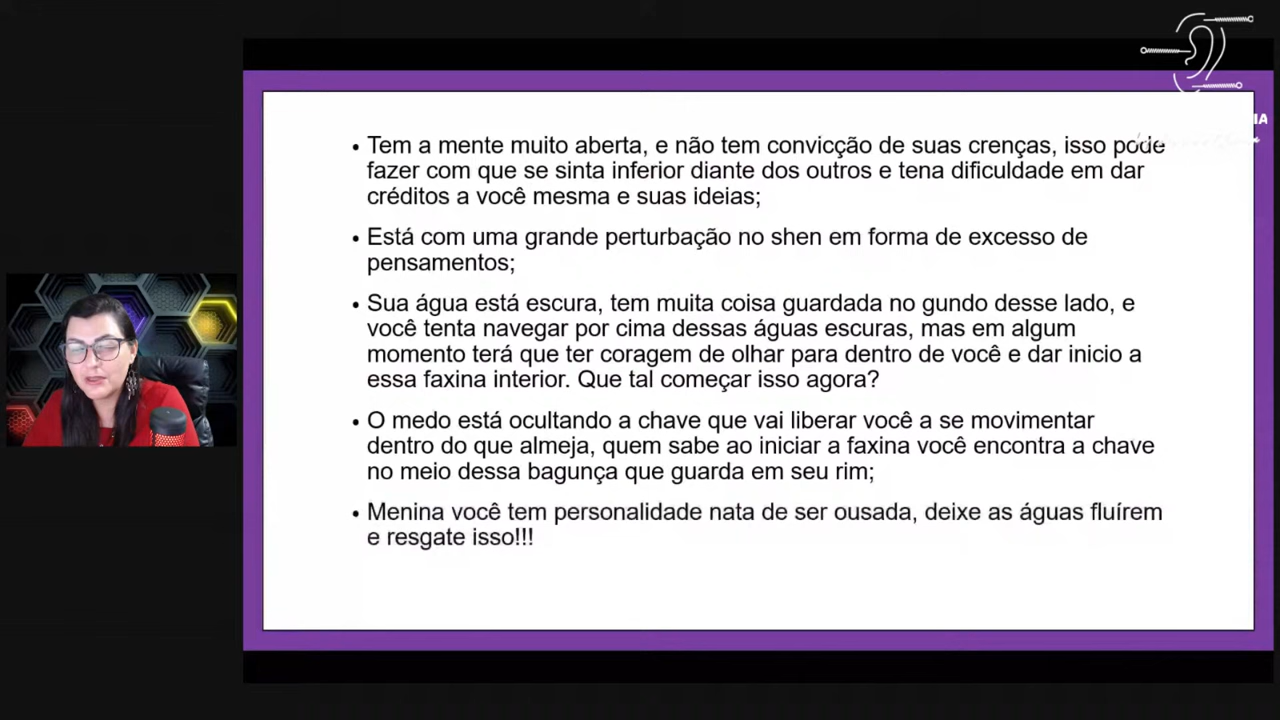 IA
• Tem a mente muito aberta, e não tem convicção de suas crenças, isso pode
fazer com que se sinta inferior diante dos outros e tena dificuldade em dar
créditos a você mesma e suas ideias;
• Está com uma grande perturbação no shen em forma de excesso de
pensamentos;
• Sua água está escura, tem muita coisa guardada no gundo desse lado, e
você tenta navegar por cima dessas águas escuras, mas em algum
momento terá que ter coragem de olhar para dentro de você e dar inicio a
essa faxina interior. Que tal começar isso agora?
• O medo está ocultando a chave que vai liberar você a se movimentar
dentro do que almeja, quem sabe ao iniciar a faxina você encontra a chave
no meio dessa bagunça que guarda em seu rim;
• Menina você tem personalidade nata de ser ousada, deixe as águas fluírem
e resgate isso!!!